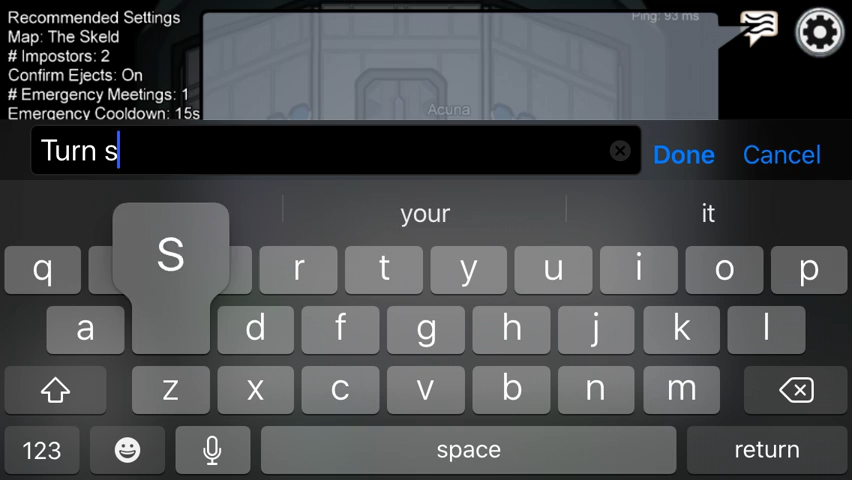 Recommended Settings
Map: The Skeld
# Impostors: 2
Confirm Ejects: On
# Emergency Meetings: 1
Emergency Cooldown: 15s
Ping: 93 ms
Acuna
Turn s
Done
Cancel
your
it
S
q r t y u i o p
a d f g h j k l
z x c v b n m
123 space return